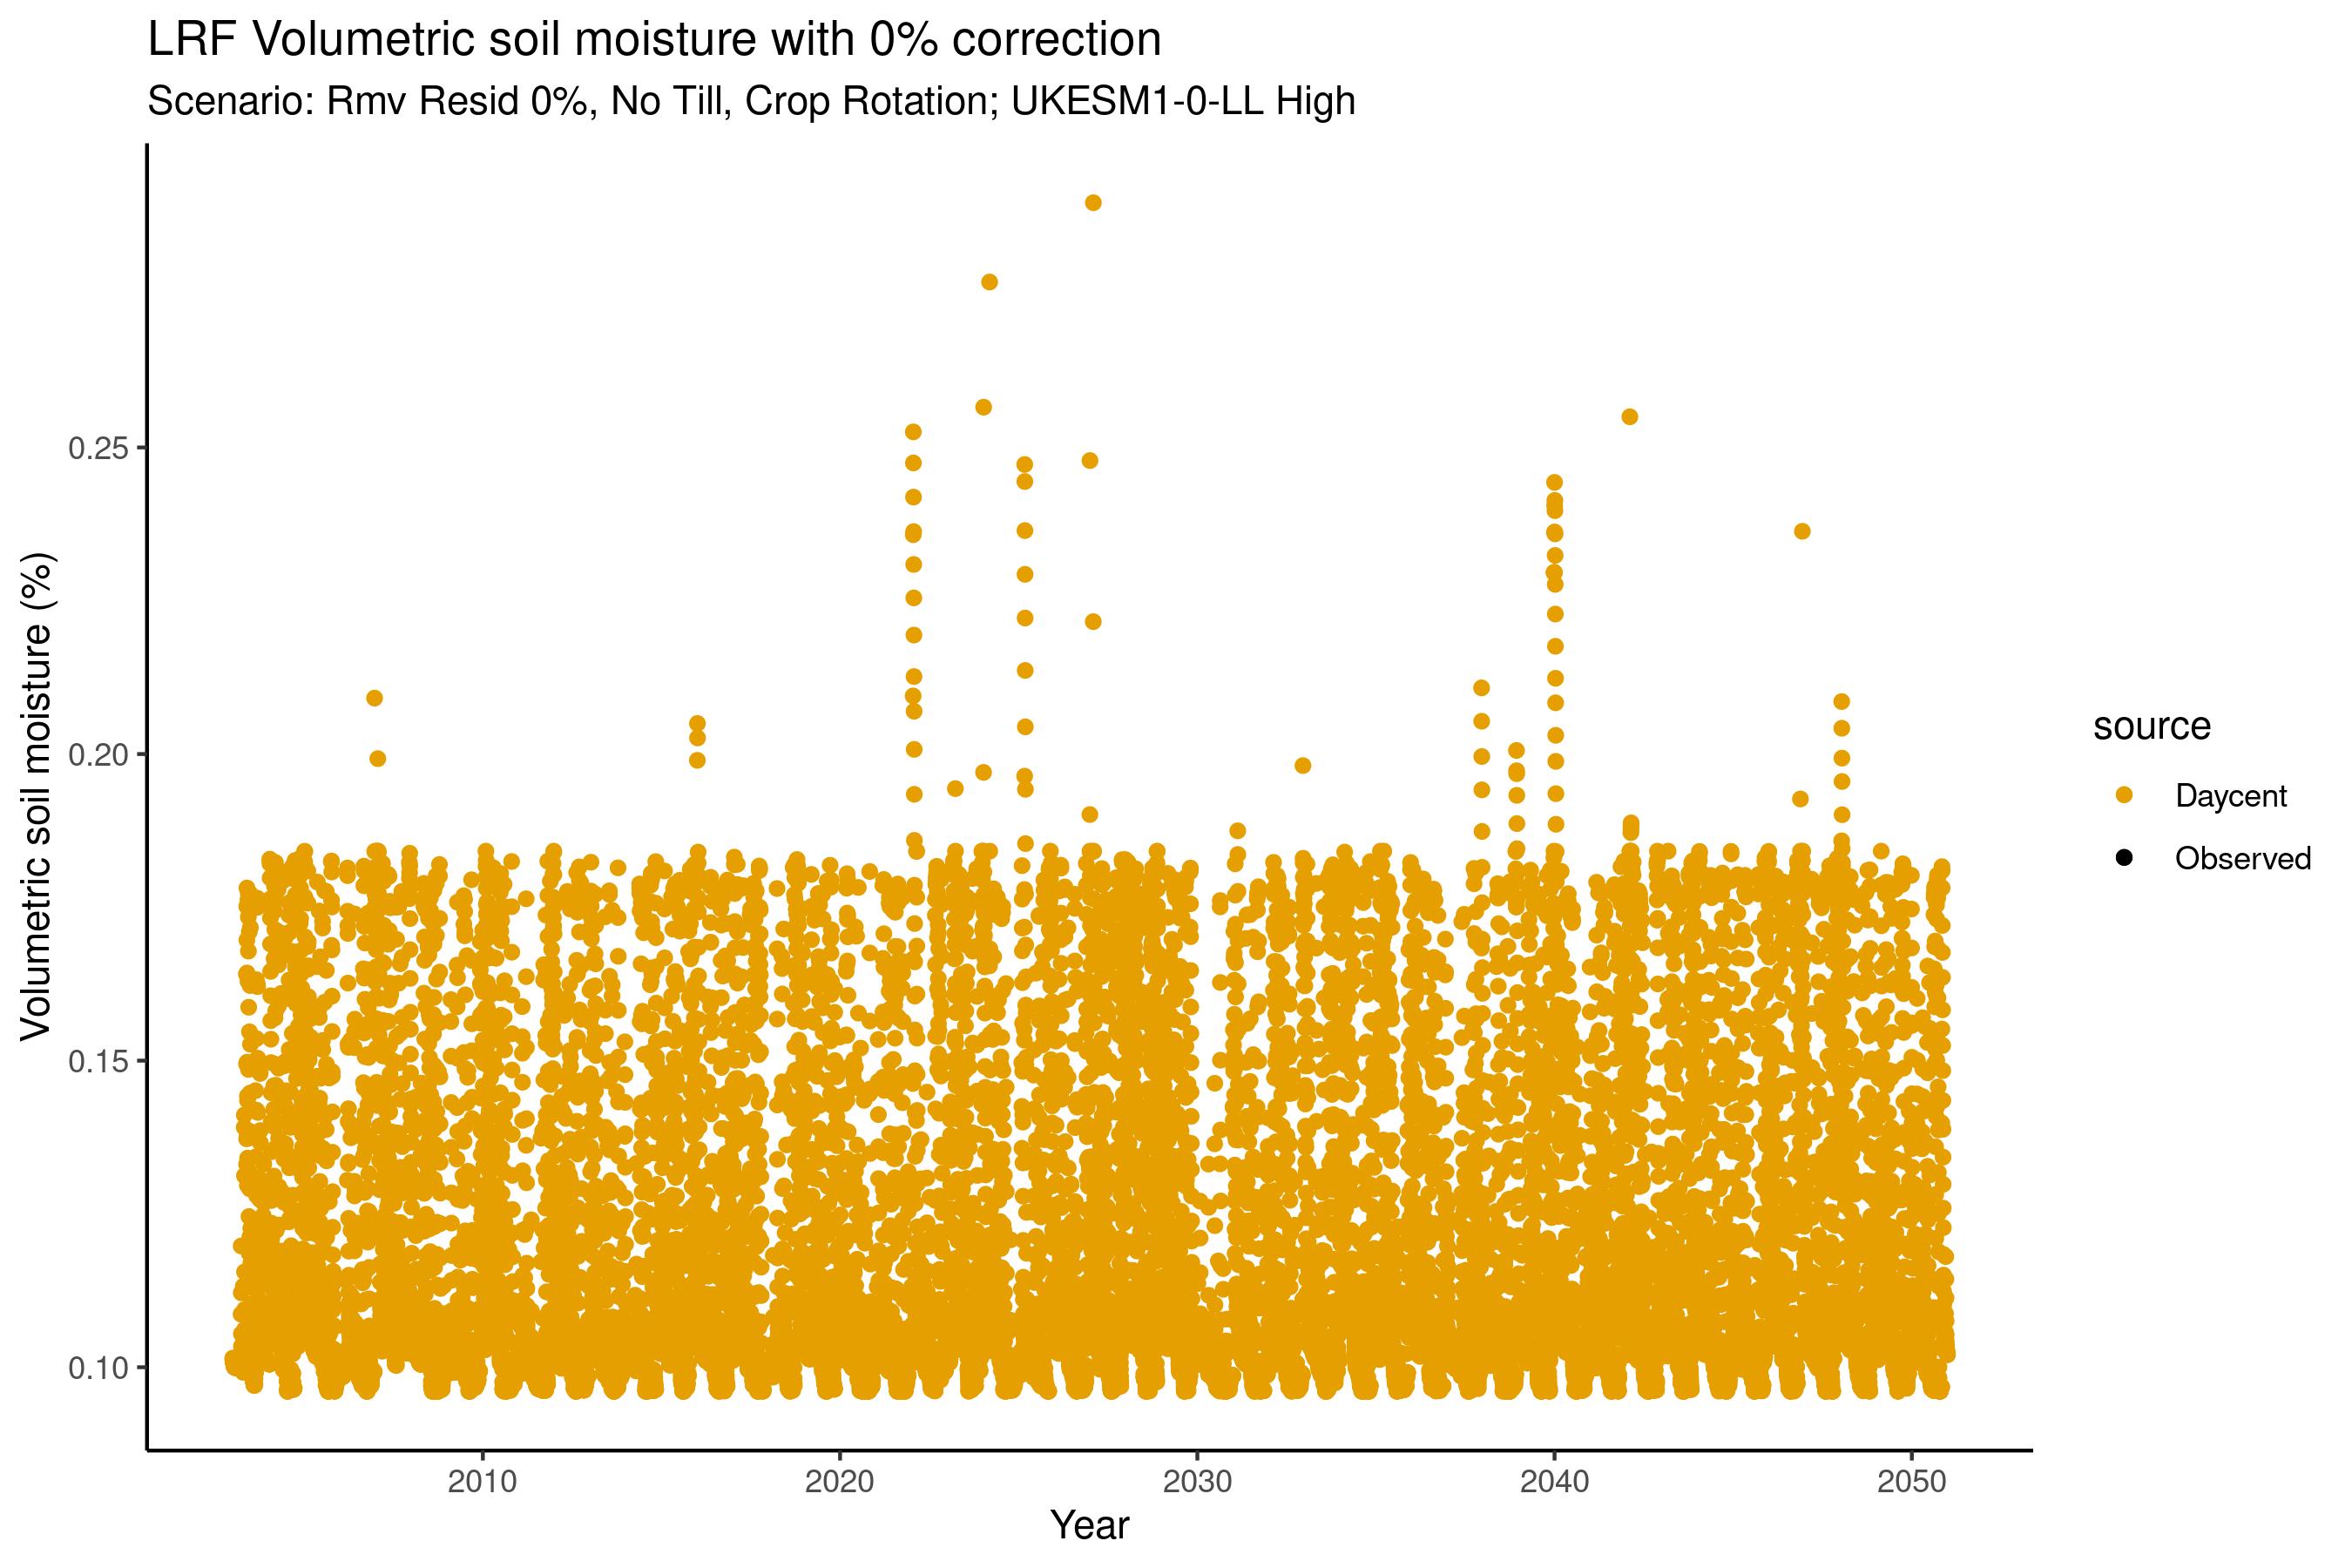 LRF Volumetric soil moisture with 0% correction
Scenario: Rmv Resid 0%, No Till, Crop Rotation; UKESM1-0-LL High
Volumetric soil moisture (%)
0.25
0.20
0.15
0.10
2010 2020 2030 2040 2050
Year
source
Daycent
Observed